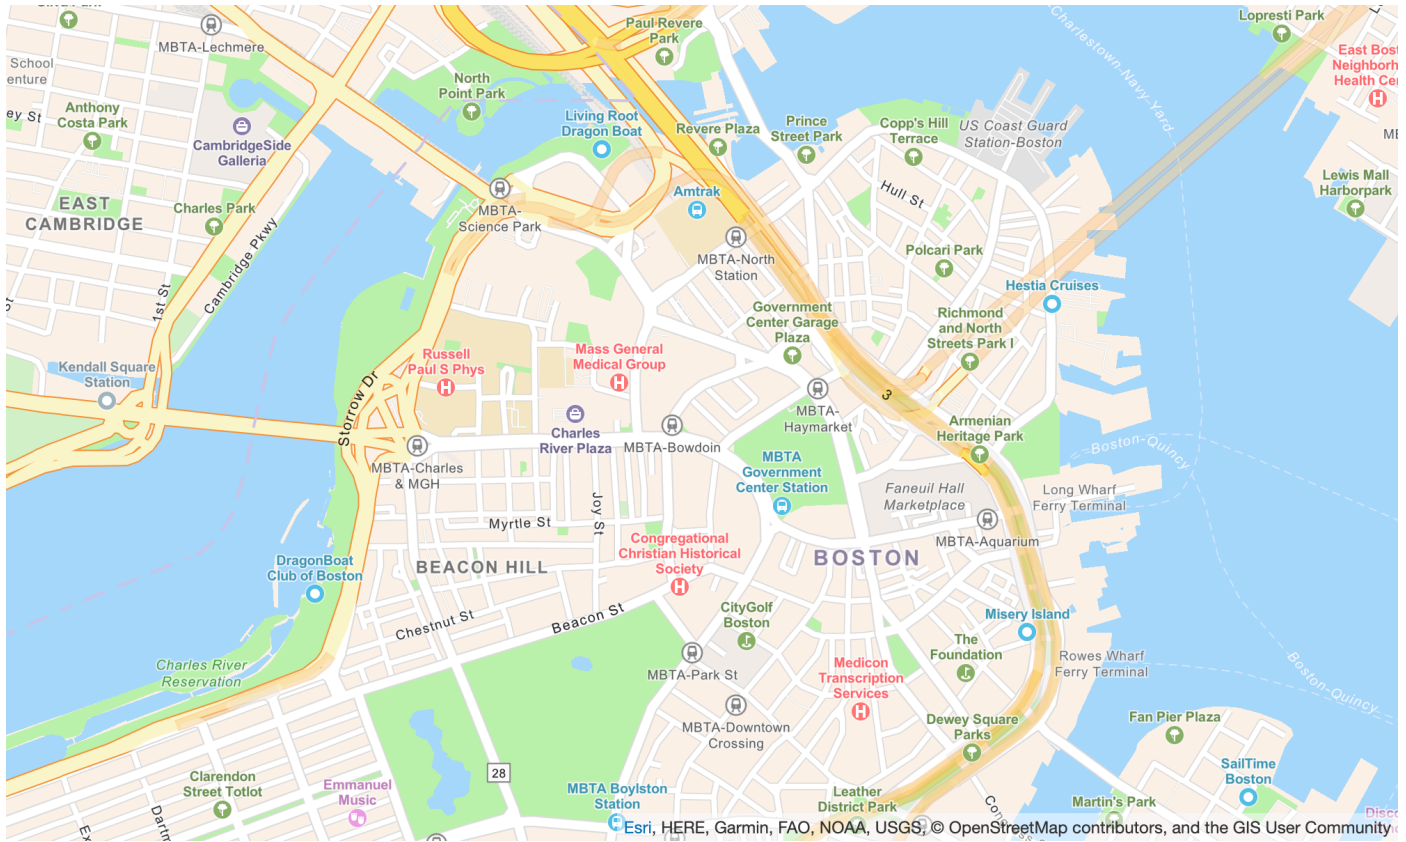 MBTA-Lechmere
School
enture
ey St
Anthony
Costa Park
CambridgeSide
Galleria
EAST
CAMBRIDGE
Charles Park
Cambridge Pkwy
1st St
Kendall Square
Station
North
Point Park
Living Root
Dragon Boat
Paul Revere
Park
Revere Plaza
Prince
Street Park
Copp's Hill
Terrace
US Coast Guard
Station-Boston
Charlestown-Navy-Yard
Lopresti Park
East Bost
Neighborh
Health Cer
ME
Lewis Mall
Harborpark
MBTA-
Science Park
Amtrak
MBTA-North
Station
Hull St
Polcari Park
Hestia Cruises
Government
Center Garage
Plaza
Richmond
and North
Streets Park I
Russell
Paul S Phys
Mass General
Medical Group
Storrow Dr
3
MBTA-
Haymarket
Charles
River Plaza
MBTA-Bowdoin
MBTA-Charles
& MGH
Armenian
Heritage Park
MBTA
Government
Center Station
Boston-Quincy
Faneuil Hall
Marketplace
Long Wharf
Ferry Terminal
MBTA-Aquarium
Myrtle St
Joy St
Congregational
Christian Historical
Society
BOSTON
BEACON HILL
DragonBoat
Club of Boston
Chestnut St
Beacon St
CityGolf
Boston
Misery Island
The
Foundation
Rowes Wharf
Ferry Terminal
Boston-Quincy
Charles River
Reservation
MBTA-Park St
Medicon
Transcription
Services
MBTA-Downtown
Crossing
Dewey Square
Parks
Fan Pier Plaza
SailTime
Boston
28
Clarendon
Street Totlot
Emmanuel
Music
MBTA Boylston
Station
Leather
District Park
Martin's Park
Disco
Ex
Dartm
Esri, HERE, Garmin, FAO, NOAA, USGS, © OpenStreetMap contributors, and the GIS User Community